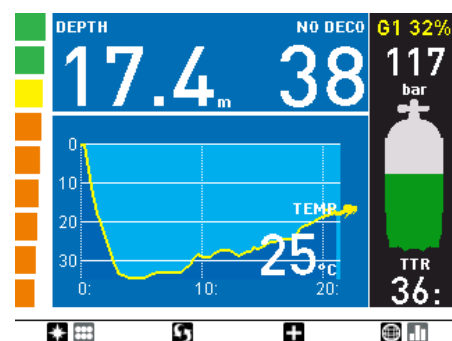 DEPTH NO DECO G1 32%
17.4m 38 117
bar
0
10
20 TEMP
30 25°C TTR
0: 10: 20: 36: